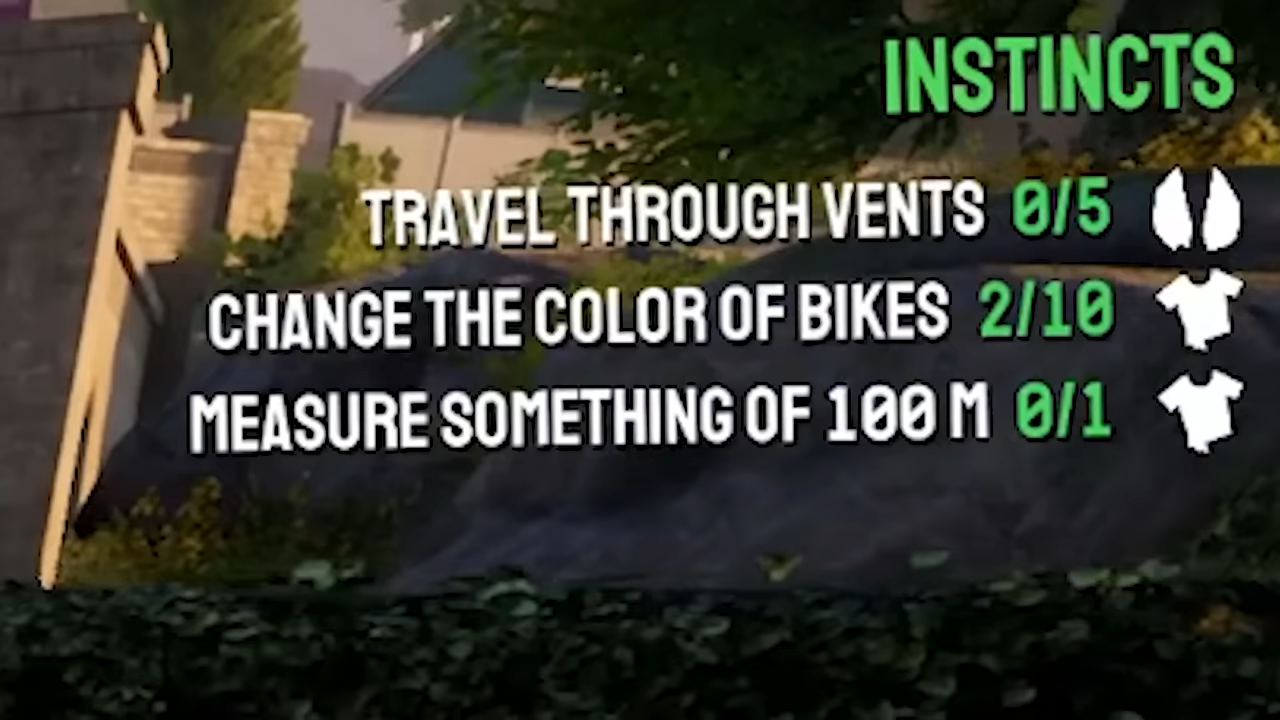 INSTINCTS
TRAVEL THROUGH VENTS 0/5
CHANGE THE COLOR OF BIKES 2/10
MEASURE SOMETHING OF 100 M 0/1